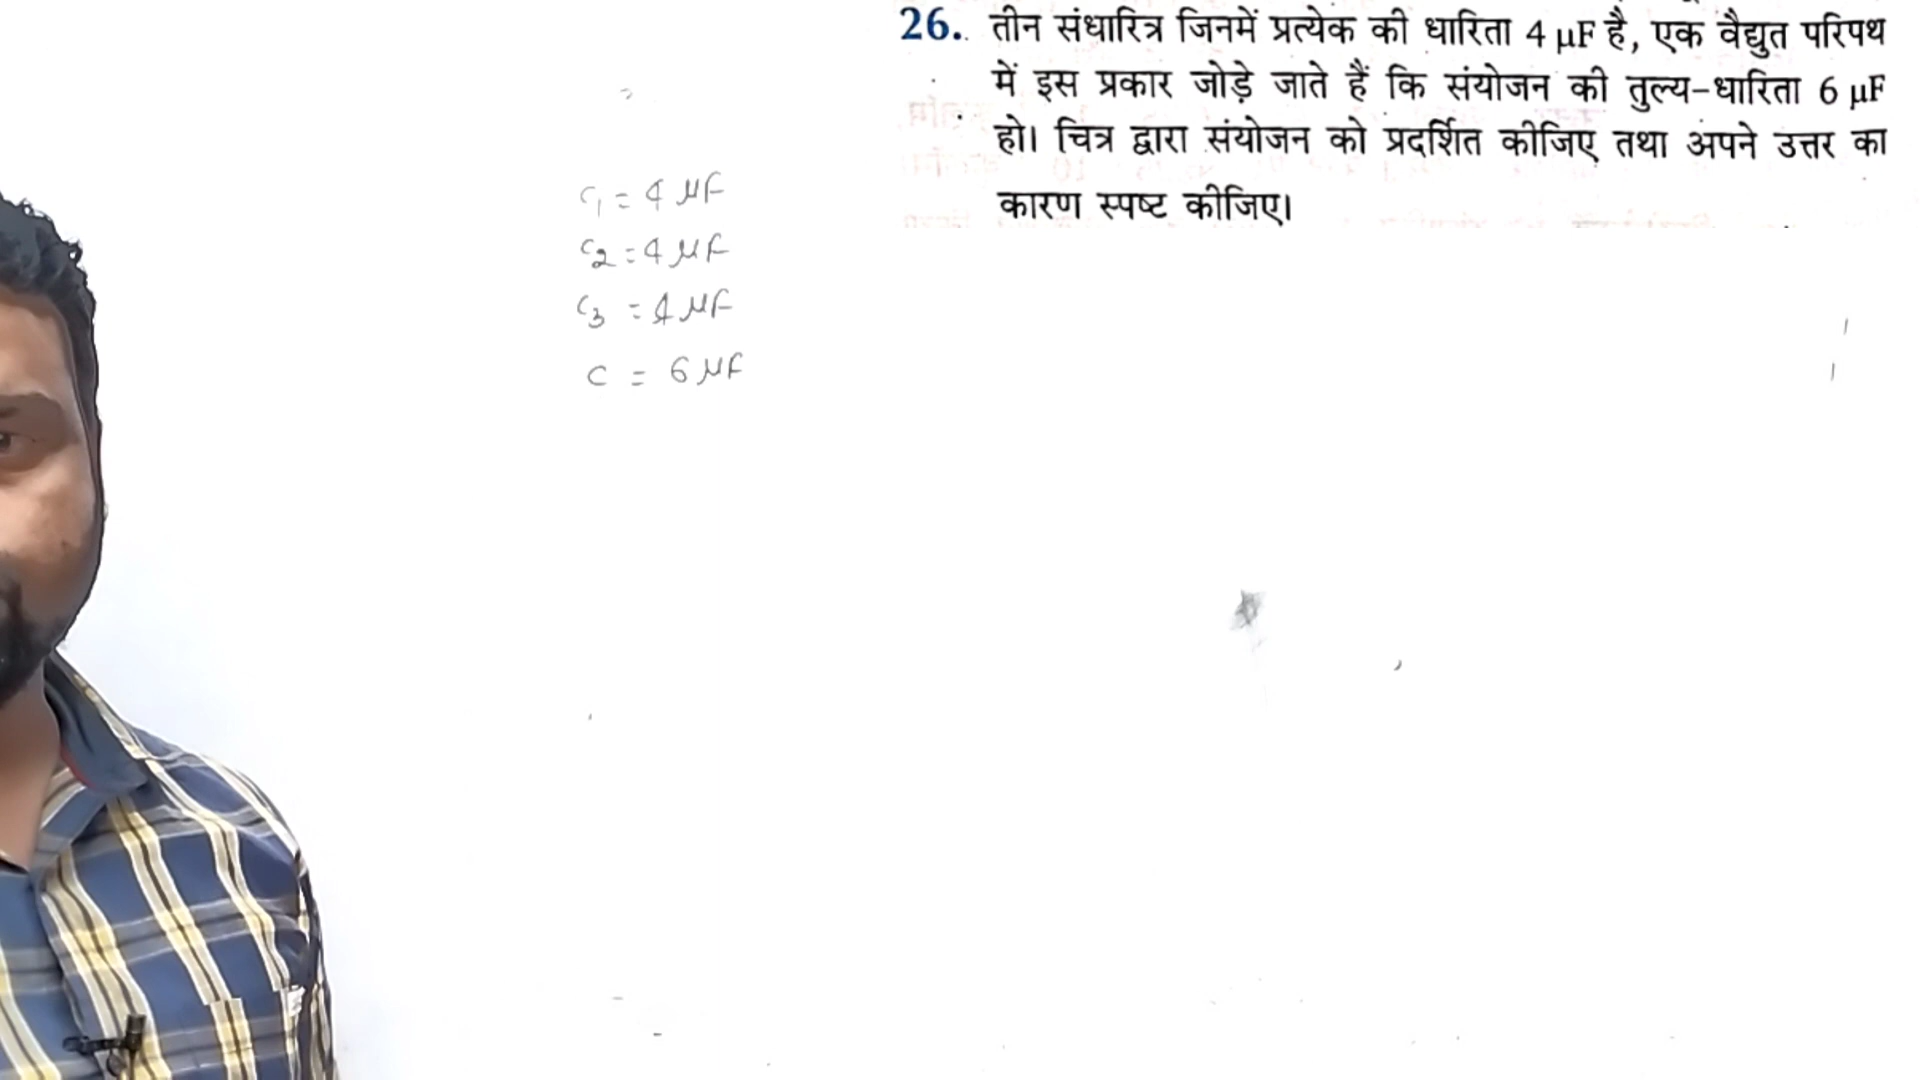 26. तीन संधारित्र जिनमें प्रत्येक की धारिता 4 μF है, एक वैद्युत परिपथ
में इस प्रकार जोड़े जाते हैं कि संयोजन की तुल्य-धारिता 6 μF
हो। चित्र द्वारा संयोजन को प्रदर्शित कीजिए तथा अपने उत्तर का
कारण स्पष्ट कीजिए।
C1 = 4 μF
C2 = 4 μF
C3 = 4 μF
C = 6 μF